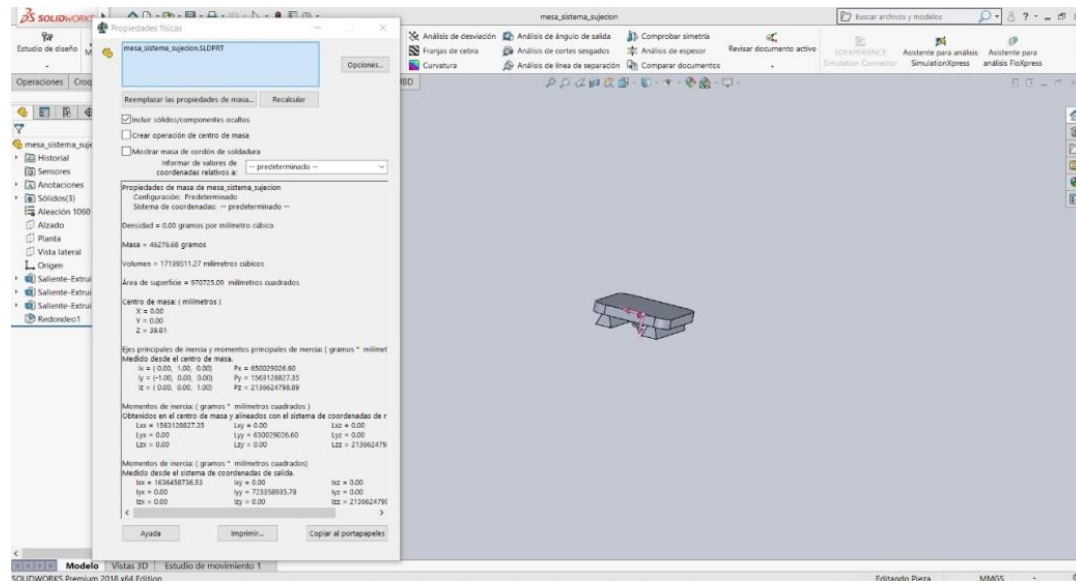 SOLIDWORKS
mesa_sistema_sujecion
Buscar archivos y modelos
Estudio de diseño
Análisis de desviación
Análisis de ángulo de salida
Comprobar simetría
Franjas de cebra
Análisis de cortes sesgados
Análisis de espesor
Revisar documento activo
Curvatura
Análisis de línea de separación
Comparar documentos
3DEXPERIENCE
Simulation Connector
Asistente para análisis
SimulationXpress
Asistente para
análisis FloXpress
Operaciones
Croq
MBD
mesa_sistema_suje
Historial
Sensores
Anotaciones
Sólidos(3)
Aleación 1060
Alzado
Planta
Vista lateral
Origen
Saliente-Extrui
Saliente-Extrui
Saliente-Extrui
Redondeo1
Propiedades físicas
mesa_sistema_sujecion.SLDPRT
Opciones...
Reemplazar las propiedades de masa...
Recalcular
Incluir sólidos/componentes ocultos
Crear operación de centro de masa
Mostrar masa de cordón de soldadura
Informar de valores de
coordenadas relativos a:
-- predeterminado --
Propiedades de masa de mesa_sistema_sujecion
Configuración: Predeterminado
Sistema de coordenadas: -- predeterminado --
Densidad = 0.00 gramos por milímetro cúbico
Masa = 46276.68 gramos
Volumen = 17139511.27 milímetros cúbicos
Área de superficie = 970725.09 milímetros cuadrados
Centro de masa: ( milímetros )
X = 0.00
Y = 0.00
Z = 39.81
Ejes principales de inercia y momentos principales de inercia: ( gramos * milímet
Medido desde el centro de masa.
Ix = ( 0.00, 1.00, 0.00) Px = 650029026.60
Iy = (-1.00, 0.00, 0.00) Py = 1563128827.35
Iz = ( 0.00, 0.00, 1.00) Pz = 2136624798.89
Momentos de inercia: ( gramos * milímetros cuadrados )
Obtenidos en el centro de masa y alineados con el sistema de coordenadas de r
Lxx = 1563128827.35 Lxy = 0.00 Lxz = 0.00
Lyx = 0.00 Lyy = 650029026.60 Lyz = 0.00
Lzx = 0.00 Lzy = 0.00 Lzz = 213662479
Momentos de inercia: ( gramos * milímetros cuadrados)
Medido desde el sistema de coordenadas de salida.
Ixx = 1636458736.53 Ixy = 0.00 Ixz = 0.00
Iyx = 0.00 Iyy = 723358935.78 Iyz = 0.00
Izx = 0.00 Izy = 0.00 Izz = 213662479
Ayuda
Imprimir...
Copiar al portapapeles
Modelo
Vistas 3D
Estudio de movimiento 1
SOLIDWORKS Premium 2018 x64 Edition
Editando Pieza
MMGS